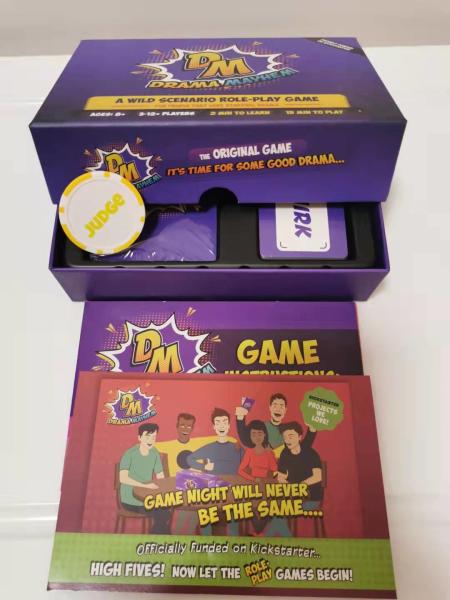 DM
DRAMA MAYHEM
A WILD SCENARIO ROLE-PLAY GAME
AGES: 8+ 3-12+ PLAYERS 2 MIN TO LEARN 15 MIN TO PLAY
DM
MAYHEM
THE ORIGINAL GAME
IT'S TIME FOR SOME GOOD DRAMA...
JUDGE
WRK
DM
GAME
INSTRUCTIONS:
DM
DRAMA MAYHEM
KICKSTARTER
PROJECTS
WE
LOVE!
GAME NIGHT WILL NEVER
BE THE SAME....
Officially Funded on Kickstarter...
HIGH FIVES! NOW LET THE ROLE-PLAY GAMES BEGIN!